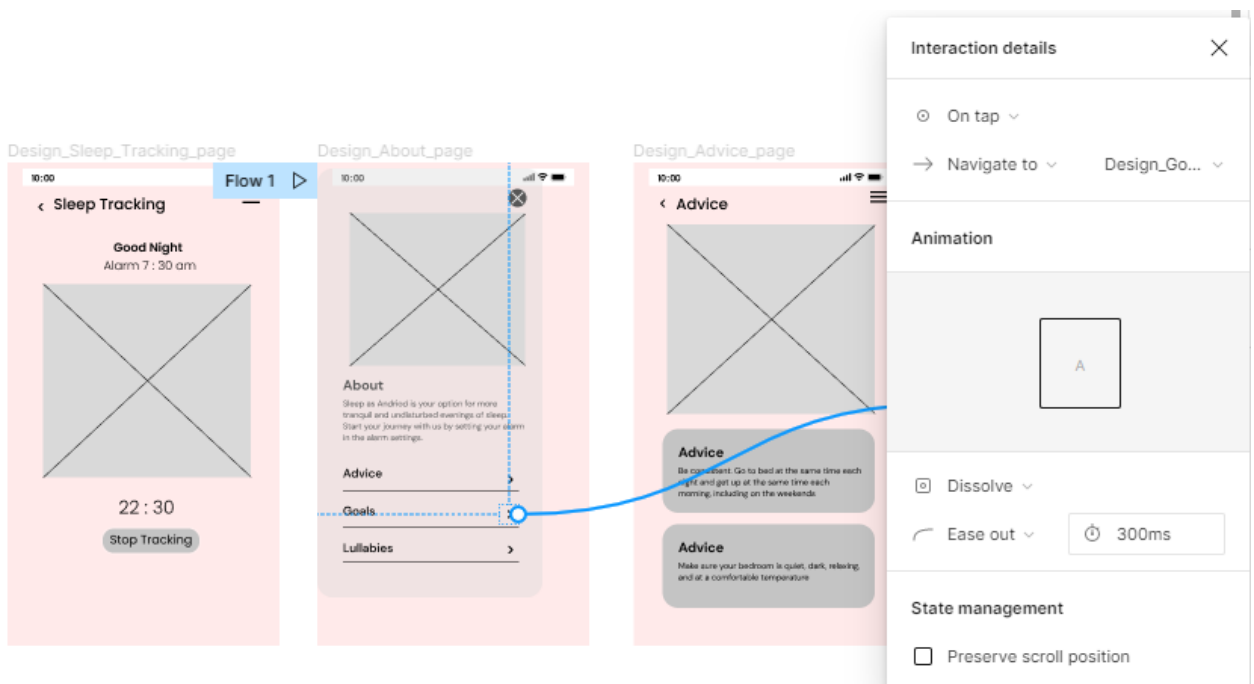 Design_Sleep_Tracking_page
10:00
Flow 1
Sleep Tracking
Good Night
Alarm 7 : 30 am
22 : 30
Stop Tracking
Design_About_page
10:00
About
Sleep as Andriod is your option for more
tranquil and undisturbed evenings of sleep.
Start your journey with us by setting your alarm
in the alarm settings.
Advice
Goals
Lullabies
Design_Advice_page
10:00
Advice
Advice
Be consistent. Go to bed at the same time each
night and get up at the same time each
morning, including on the weekends
Advice
Make sure your bedroom is quiet, dark, relaxing,
and at a comfortable temperature
Interaction details
On tap
Navigate to Design_Go...
Animation
A
Dissolve
Ease out 300ms
State management
Preserve scroll position